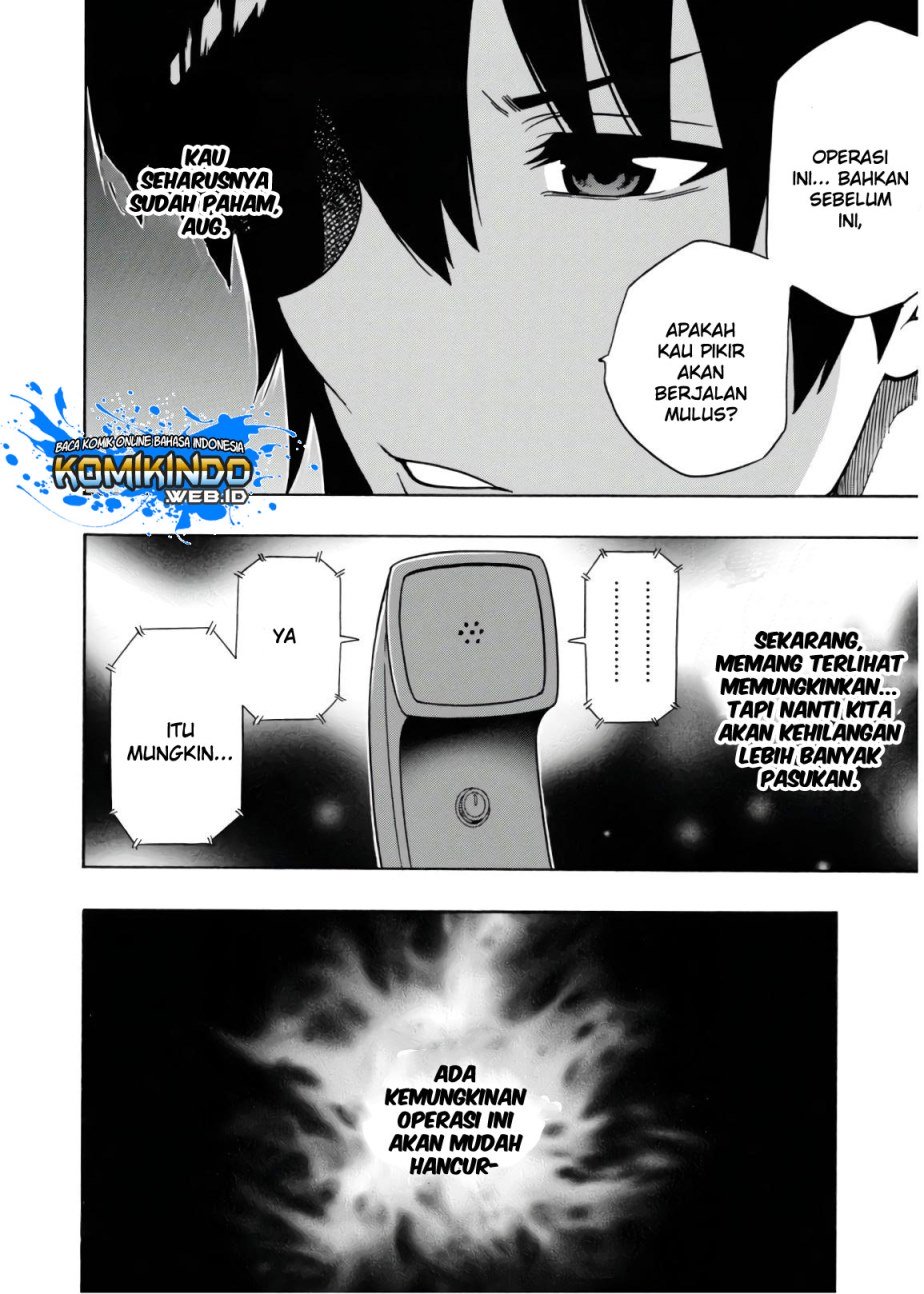 OPERASI
INI... BAHKAN
SEBELUM
INI,
APAKAH
KAU PIKIR
AKAN
BERJALAN
MULUS?
KAU
SEHARUSNYA
SUDAH PAHAM,
AUG.
BACA KOMIK ONLINE BAHASA INDONESIA
KOMIKINDO
WEB.ID
SEKARANG,
MEMANG TERLIHAT
MEMUNGKINKAN...
TAPI NANTI KITA
AKAN KEHILANGAN
LEBIH BANYAK
PASUKAN.
..........
..........
YA
ITU
MUNGKIN...
ADA
KEMUNGKINAN
OPERASI INI
AKAN MUDAH
HANCUR-